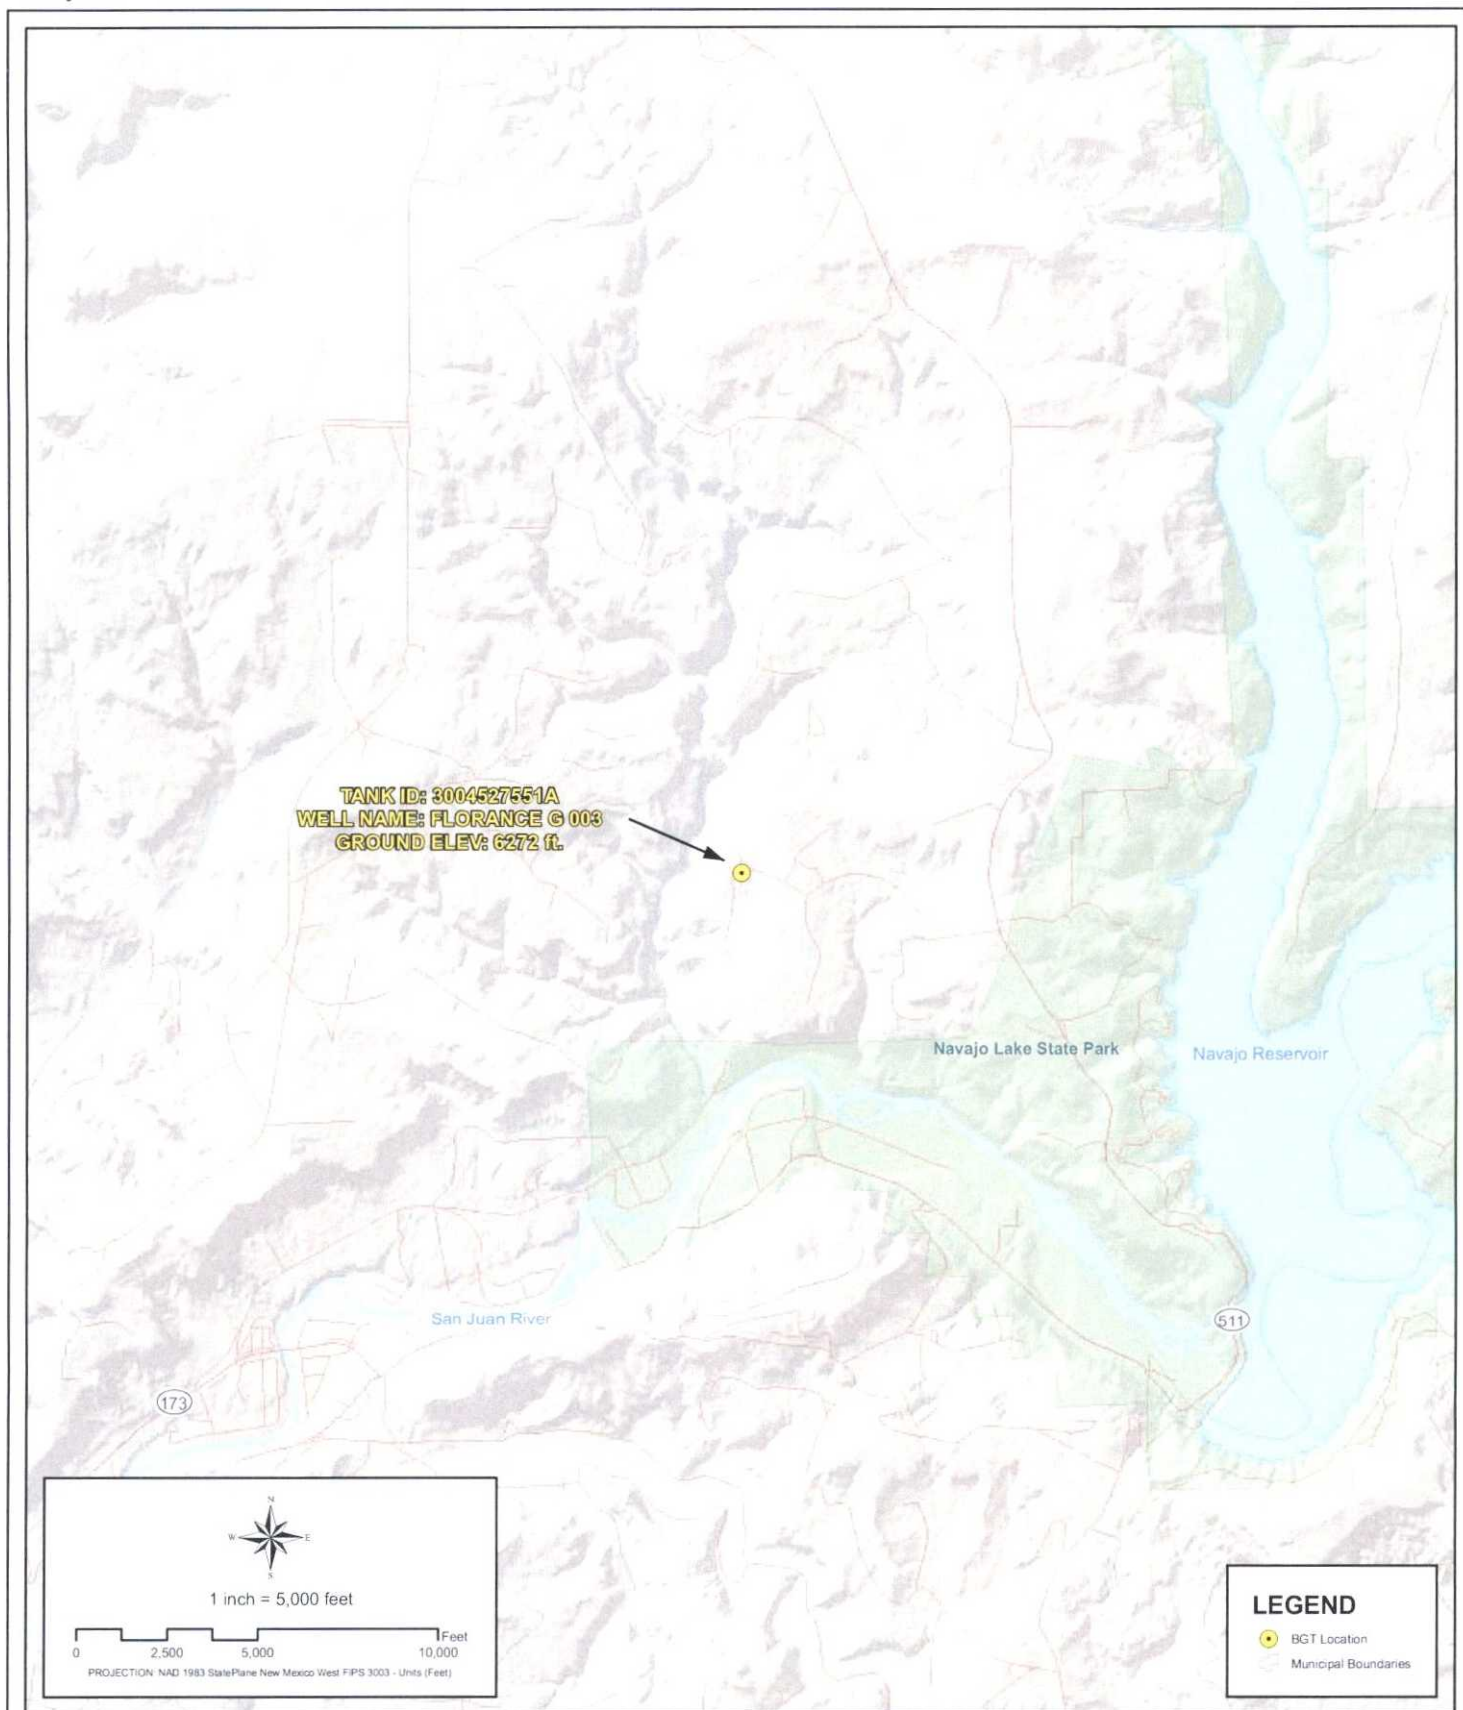 TANK ID: 3004527551A
WELL NAME: FLORANCE G 003
GROUND ELEV: 6272 ft.
Navajo Lake State Park
Navajo Reservoir
San Juan River
511
173
N
W E
S
1 inch = 5,000 feet
Feet
0 2,500 5,000 10,000
PROJECTION: NAD 1983 StatePlane New Mexico West FIPS 3003 - Units (Feet)
LEGEND
BGT Location
Municipal Boundaries